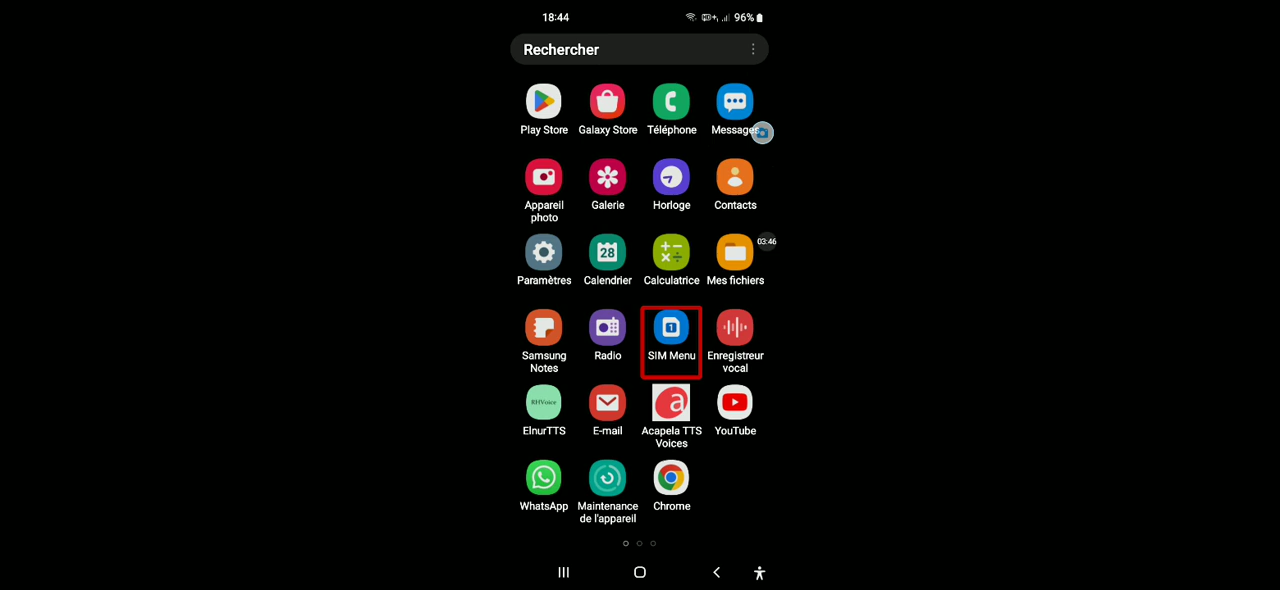 18:44
96%
Rechercher
Play Store
Galaxy Store
Téléphone
Messages
Appareil
photo
Galerie
Horloge
Contacts
03:46
28
Paramètres
Calendrier
Calculatrice
Mes fichiers
1
Samsung
Notes
Radio
SIM Menu
Enregistreur
vocal
RHVoice
a
ElnurTTS
E-mail
Acapela TTS
Voices
YouTube
WhatsApp
Maintenance
de l'appareil
Chrome